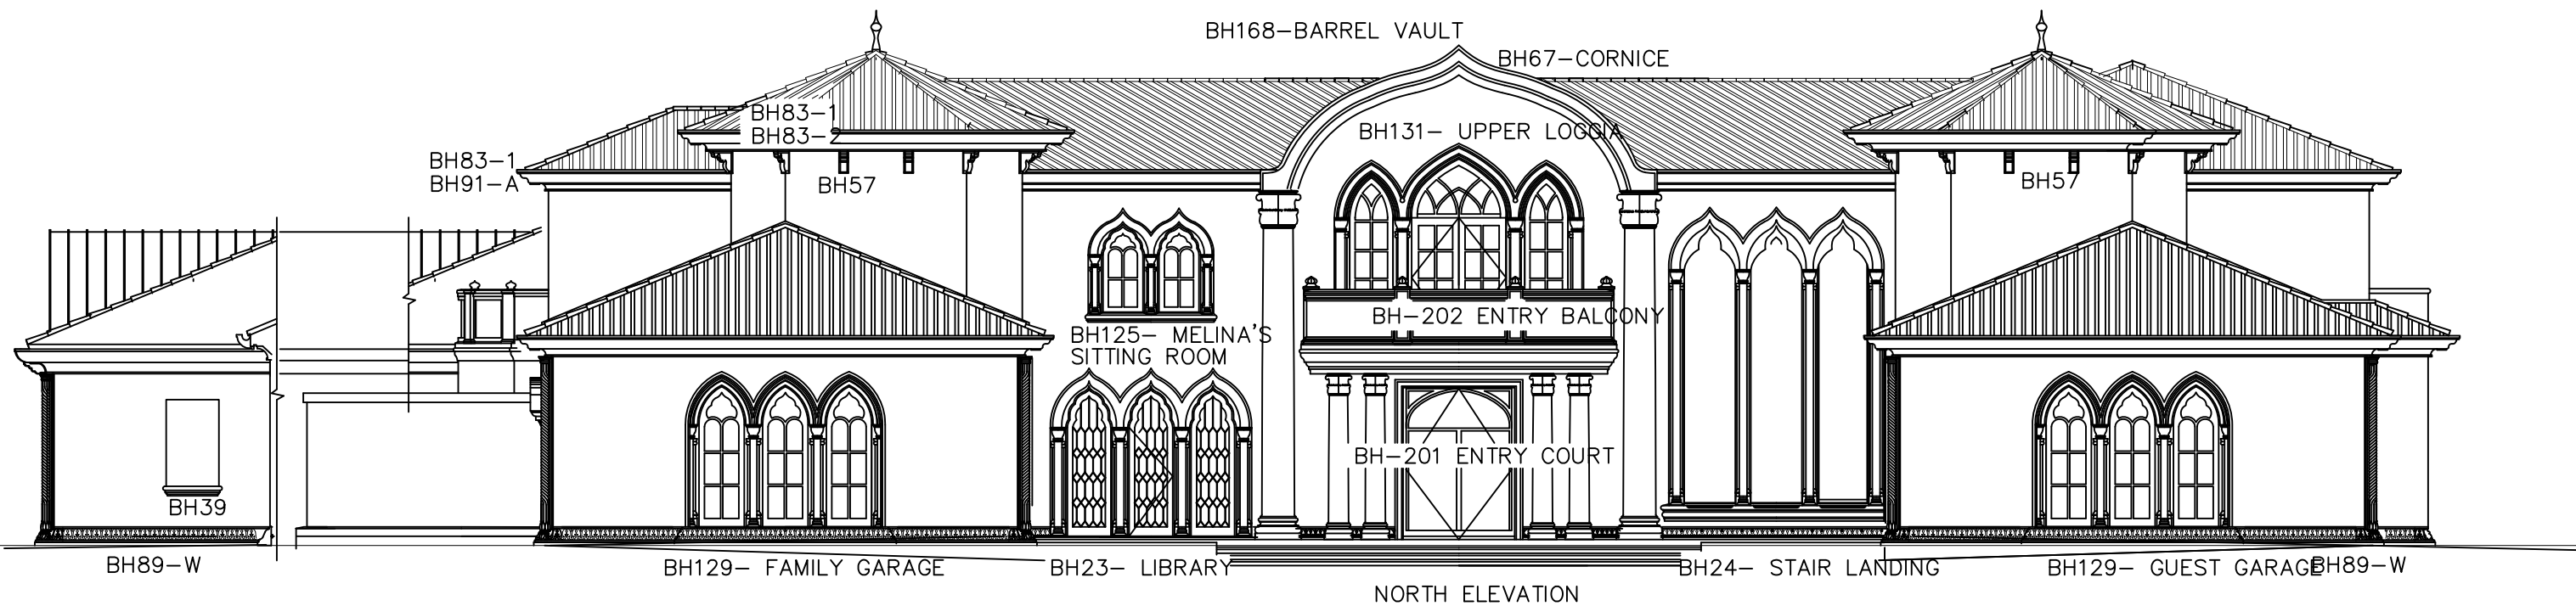 BH168-BARREL VAULT
BH67-CORNICE
BH83-1
BH83-2
BH131- UPPER LOGGIA
BH83-1
BH91-A
BH57
BH57
BH-202 ENTRY BALCONY
BH125- MELINA'S
SITTING ROOM
BH-201 ENTRY COURT
BH39
BH89-W
BH129- FAMILY GARAGE
BH23- LIBRARY
BH24- STAIR LANDING
BH129- GUEST GARAGE
BH89-W
NORTH ELEVATION